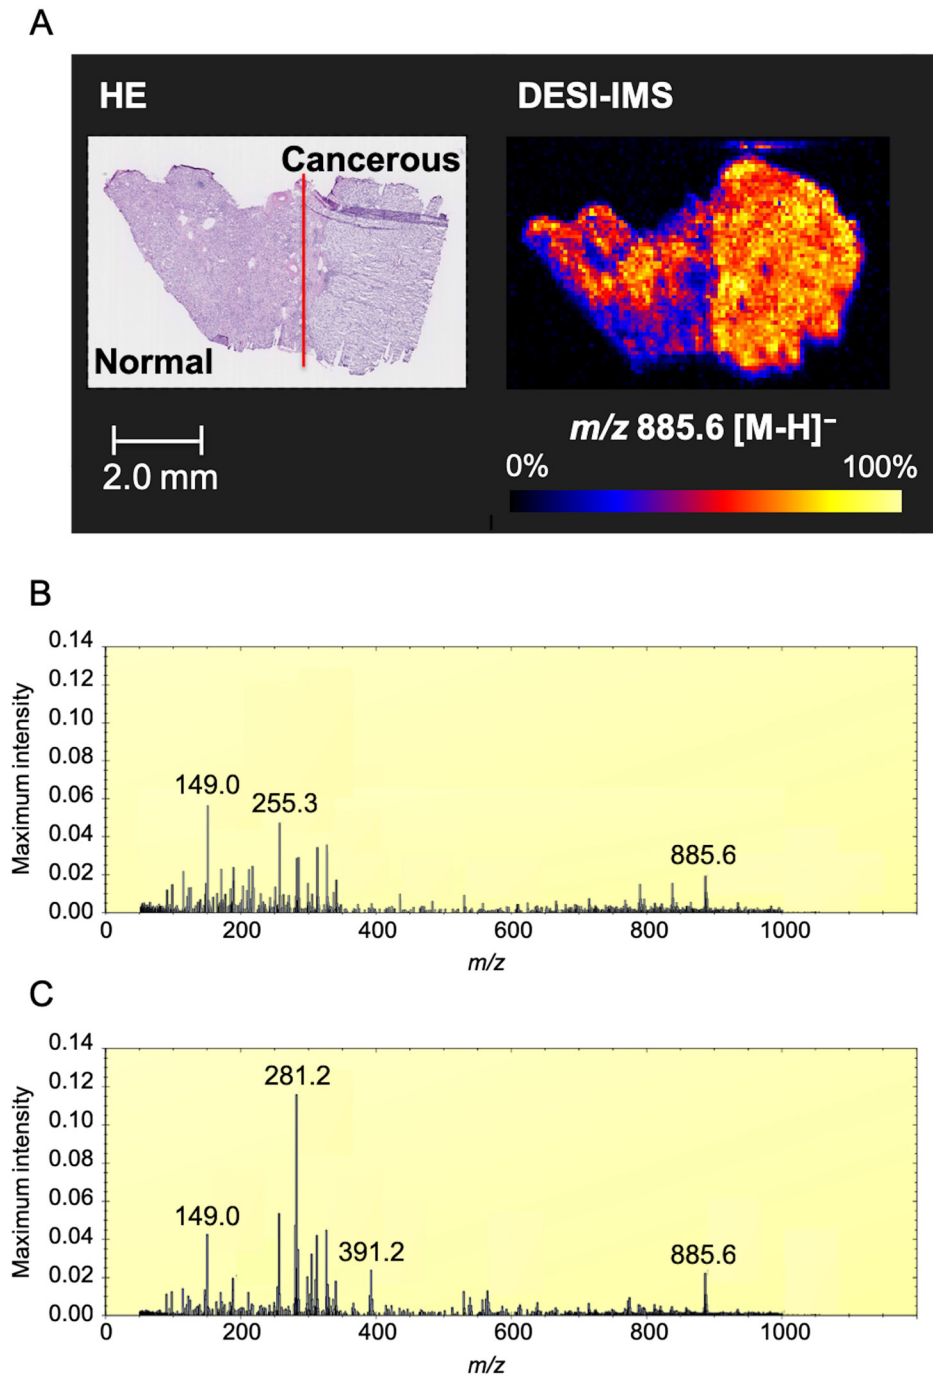 A
HE
DESI-IMS
Cancerous
Normal
2.0 mm
m/z 885.6 [M-H]⁻
0%
100%
B
0.14
0.12
0.10
0.08
0.06
0.04
0.02
0.00
Maximum intensity
149.0
255.3
885.6
0
200
400
600
800
1000
m/z
C
0.14
0.12
0.10
0.08
0.06
0.04
0.02
0.00
Maximum intensity
281.2
149.0
391.2
885.6
0
200
400
600
800
1000
m/z